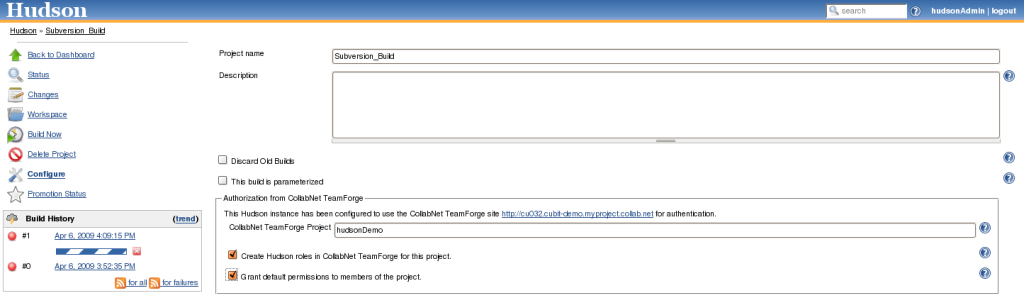 Hudson
search
hudsonAdmin | logout
Hudson » Subversion_Build
Back to Dashboard
Status
Changes
Workspace
Build Now
Delete Project
Configure
Promotion Status
Build History (trend)
#1 Apr 6, 2009 4:09:15 PM
#0 Apr 6, 2009 3:52:35 PM
for all for failures
Project name Subversion_Build
Description
Discard Old Builds
This build is parameterized
Authorization from CollabNet TeamForge
This Hudson instance has been configured to use the CollabNet TeamForge site http://cu032.cubit-demo.myproject.collab.net for authentication.
CollabNet TeamForge Project hudsonDemo
Create Hudson roles in CollabNet TeamForge for this project.
Grant default permissions to members of the project.